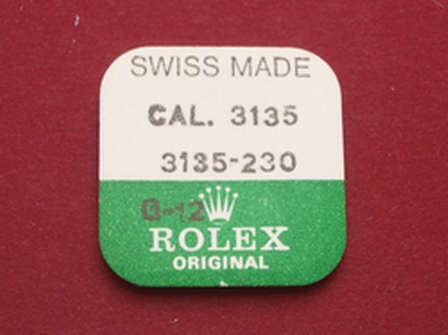 SWISS MADE
CAL. 3135
3135-230
G-12
ROLEX
ORIGINAL